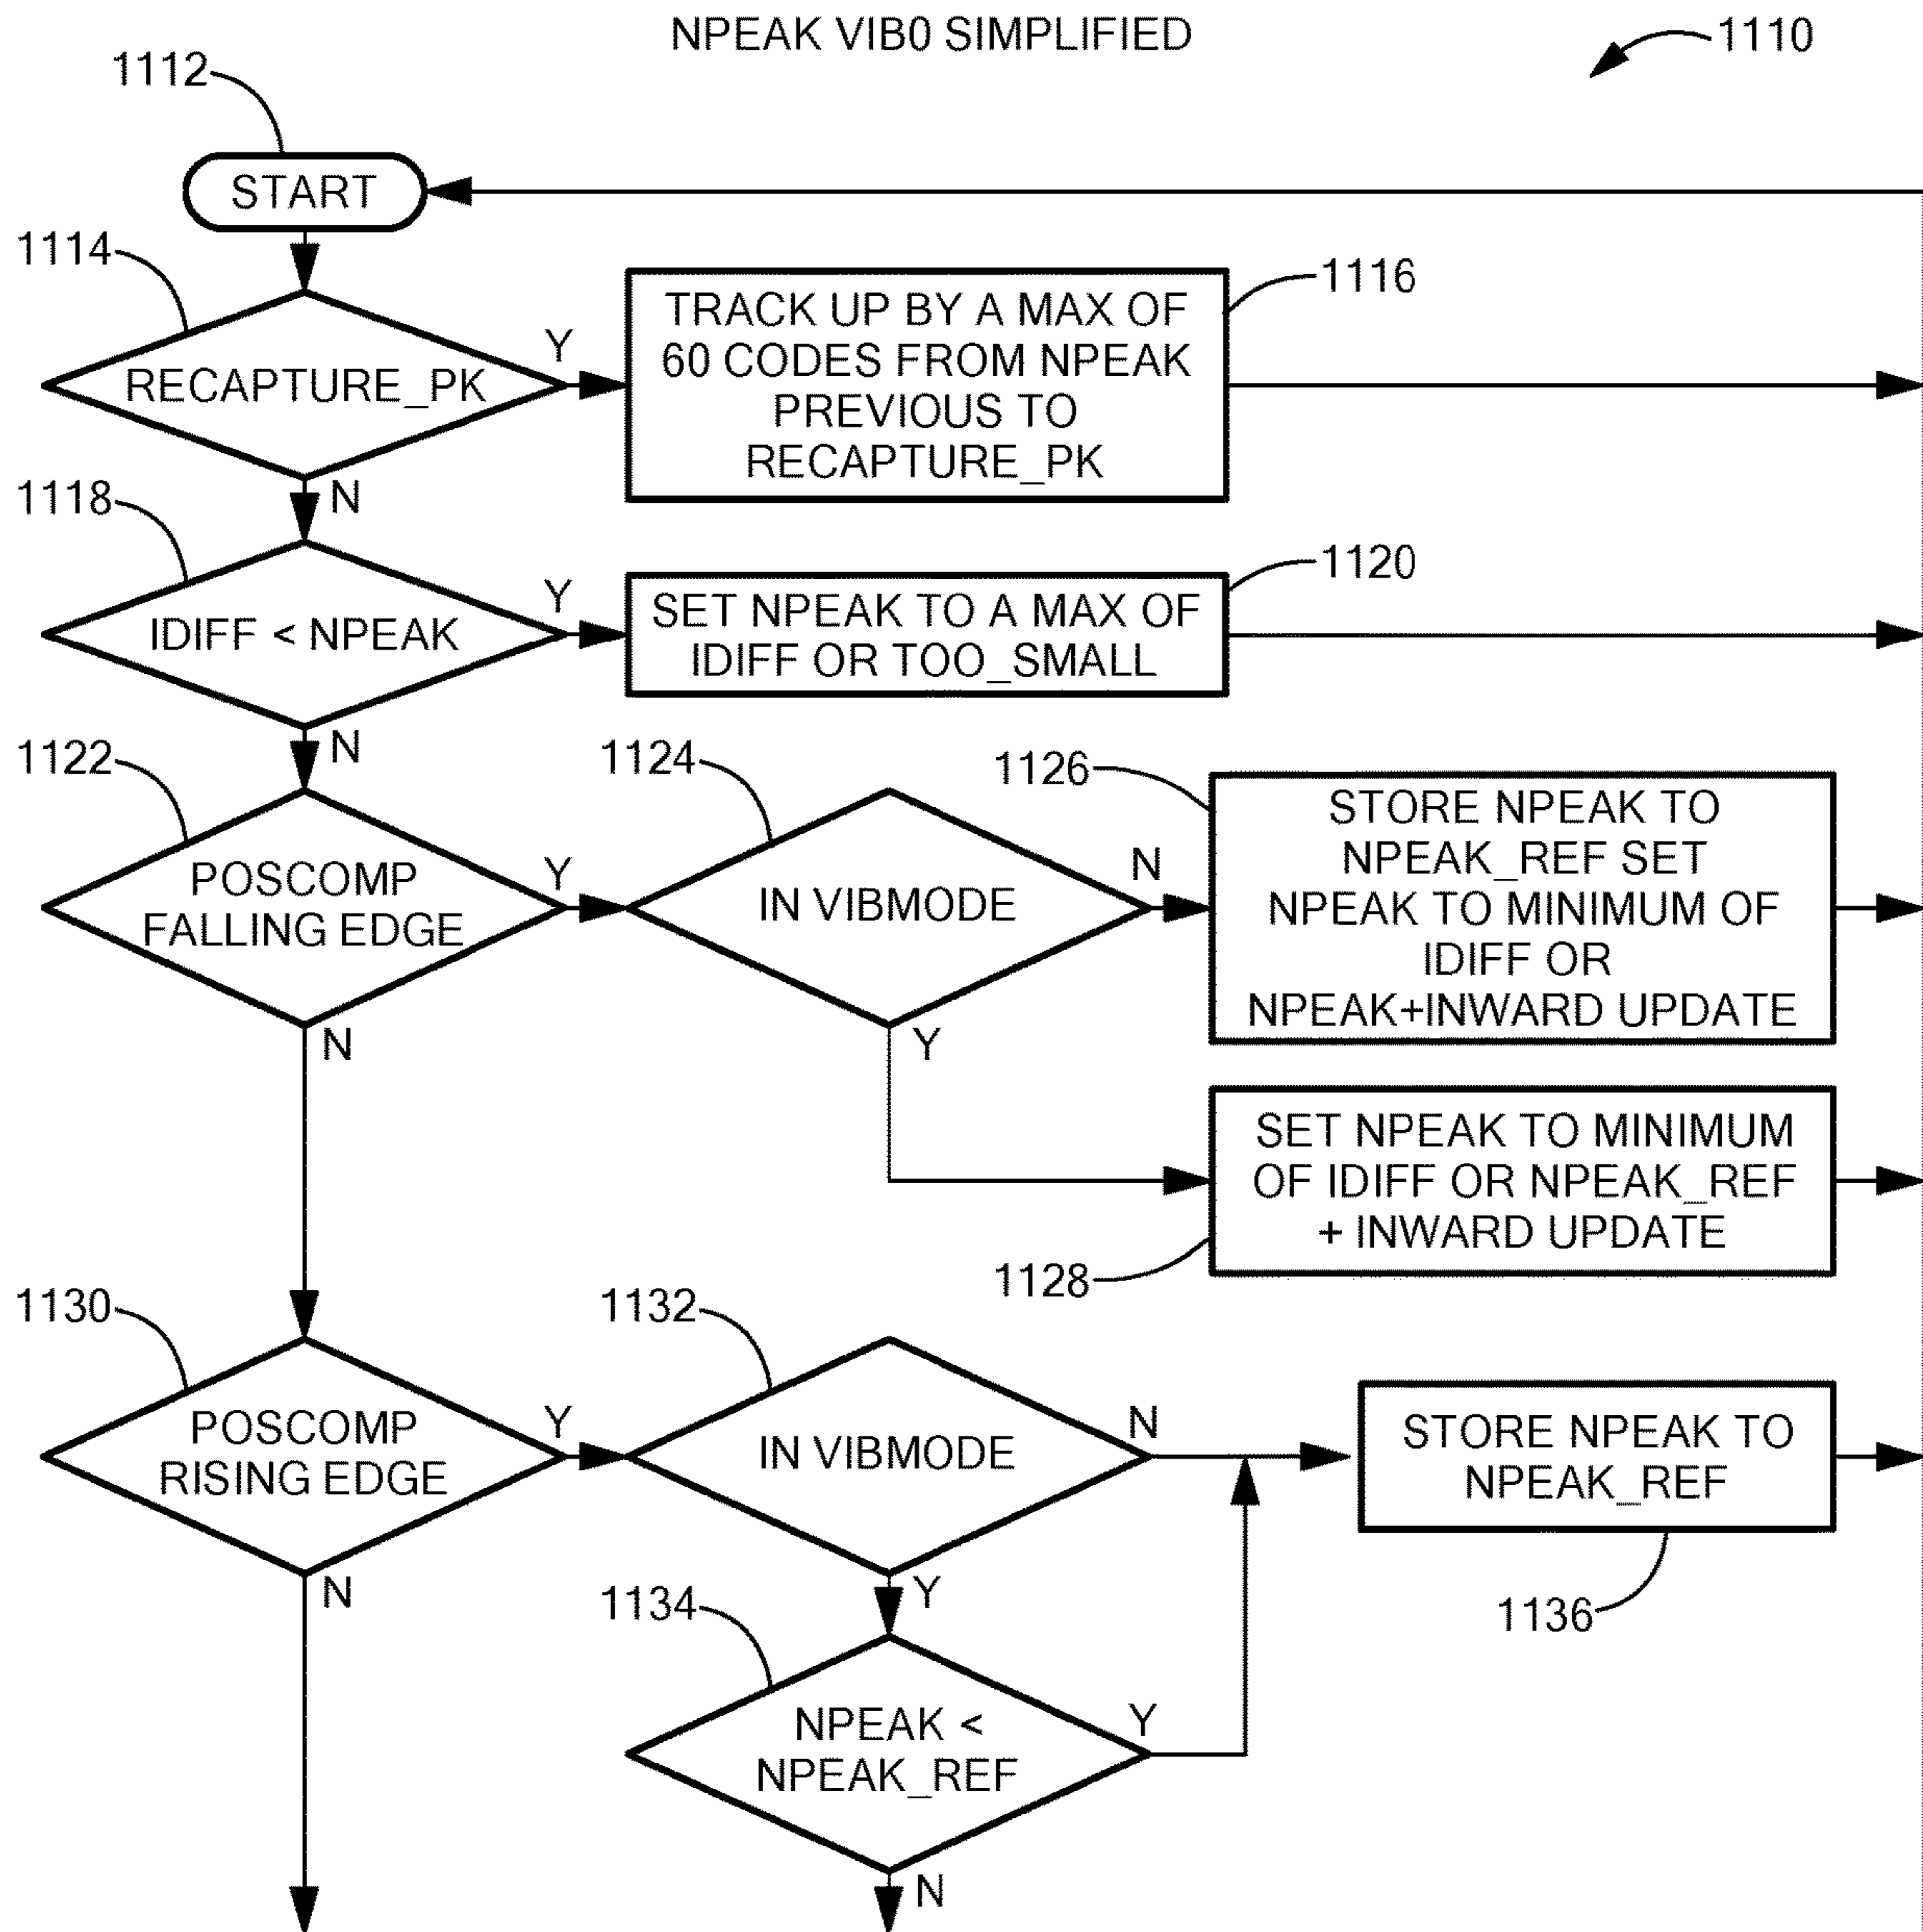 NPEAK VIB0 SIMPLIFIED
1110
1112
START
1114
RECAPTURE_PK
Y
N
1116
TRACK UP BY A MAX OF
60 CODES FROM NPEAK
PREVIOUS TO
RECAPTURE_PK
1118
IDIFF < NPEAK
Y
N
1120
SET NPEAK TO A MAX OF
IDIFF OR TOO_SMALL
1122
POSCOMP
FALLING EDGE
Y
N
1124
IN VIBMODE
N
Y
1126
STORE NPEAK TO
NPEAK_REF SET
NPEAK TO MINIMUM OF
IDIFF OR
NPEAK+INWARD UPDATE
SET NPEAK TO MINIMUM
OF IDIFF OR NPEAK_REF
+ INWARD UPDATE
1128
1130
POSCOMP
RISING EDGE
Y
N
1132
IN VIBMODE
N
Y
STORE NPEAK TO
NPEAK_REF
1136
1134
NPEAK <
NPEAK_REF
Y
N